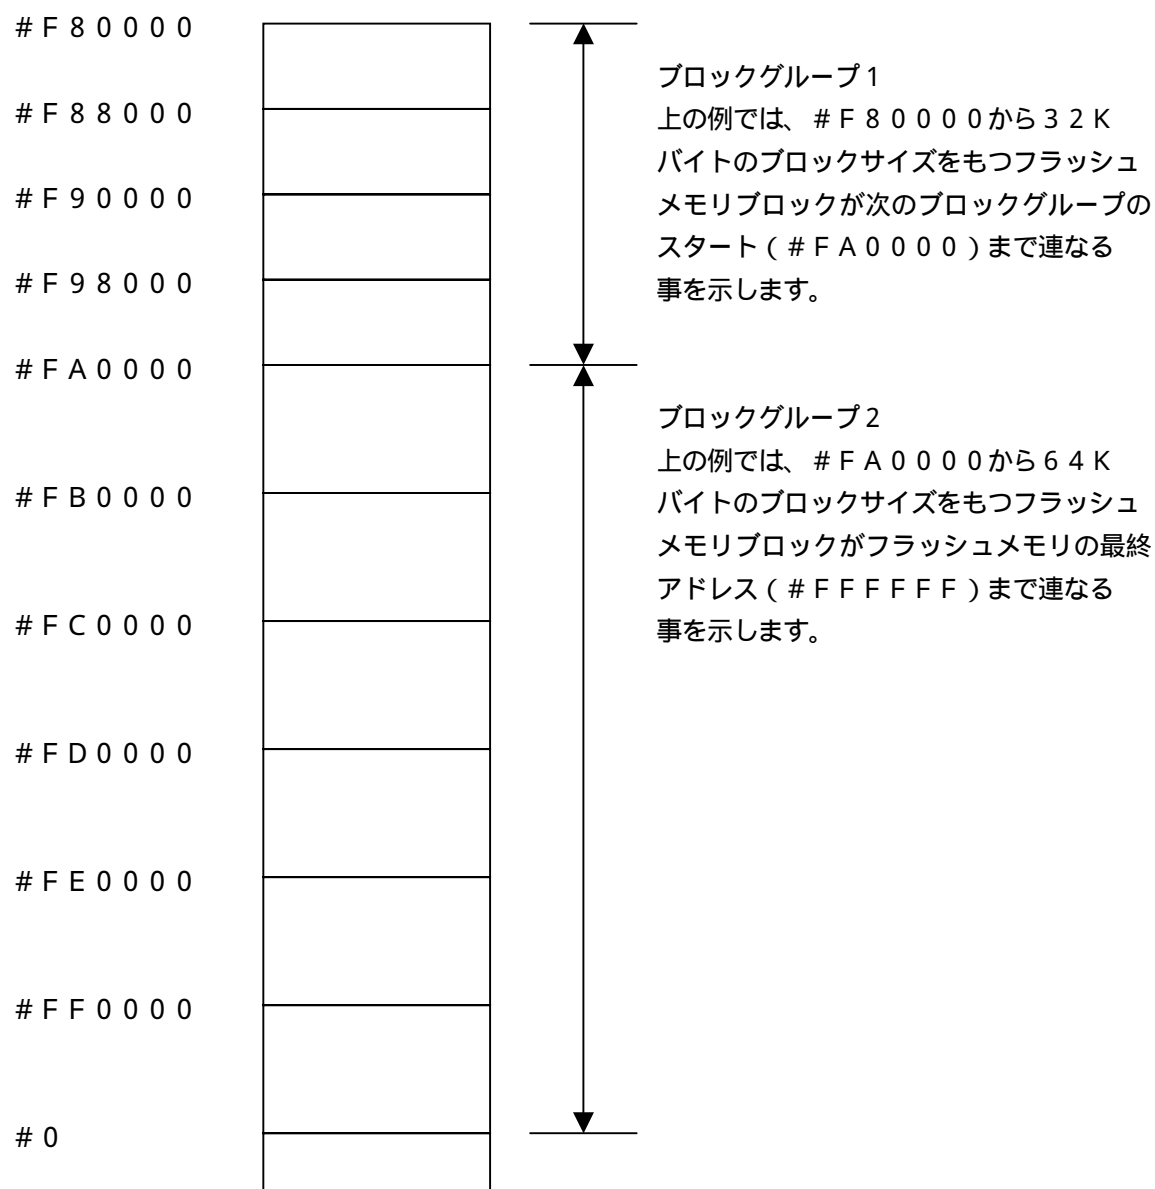 #F80000
ブロックグループ1
#F88000
上の例では、#F80000から32K
バイトのブロックサイズをもつフラッシュ
#F90000
メモリブロックが次のブロックグループの
スタート(#FA0000)まで連なる
#F98000
事を示します。
#FA0000
ブロックグループ2
上の例では、#FA0000から64K
#FB0000
バイトのブロックサイズをもつフラッシュ
メモリブロックがフラッシュメモリの最終
アドレス(#FFFFFF)まで連なる
#FC0000
事を示します。
#FD0000
#FE0000
#FF0000
#0